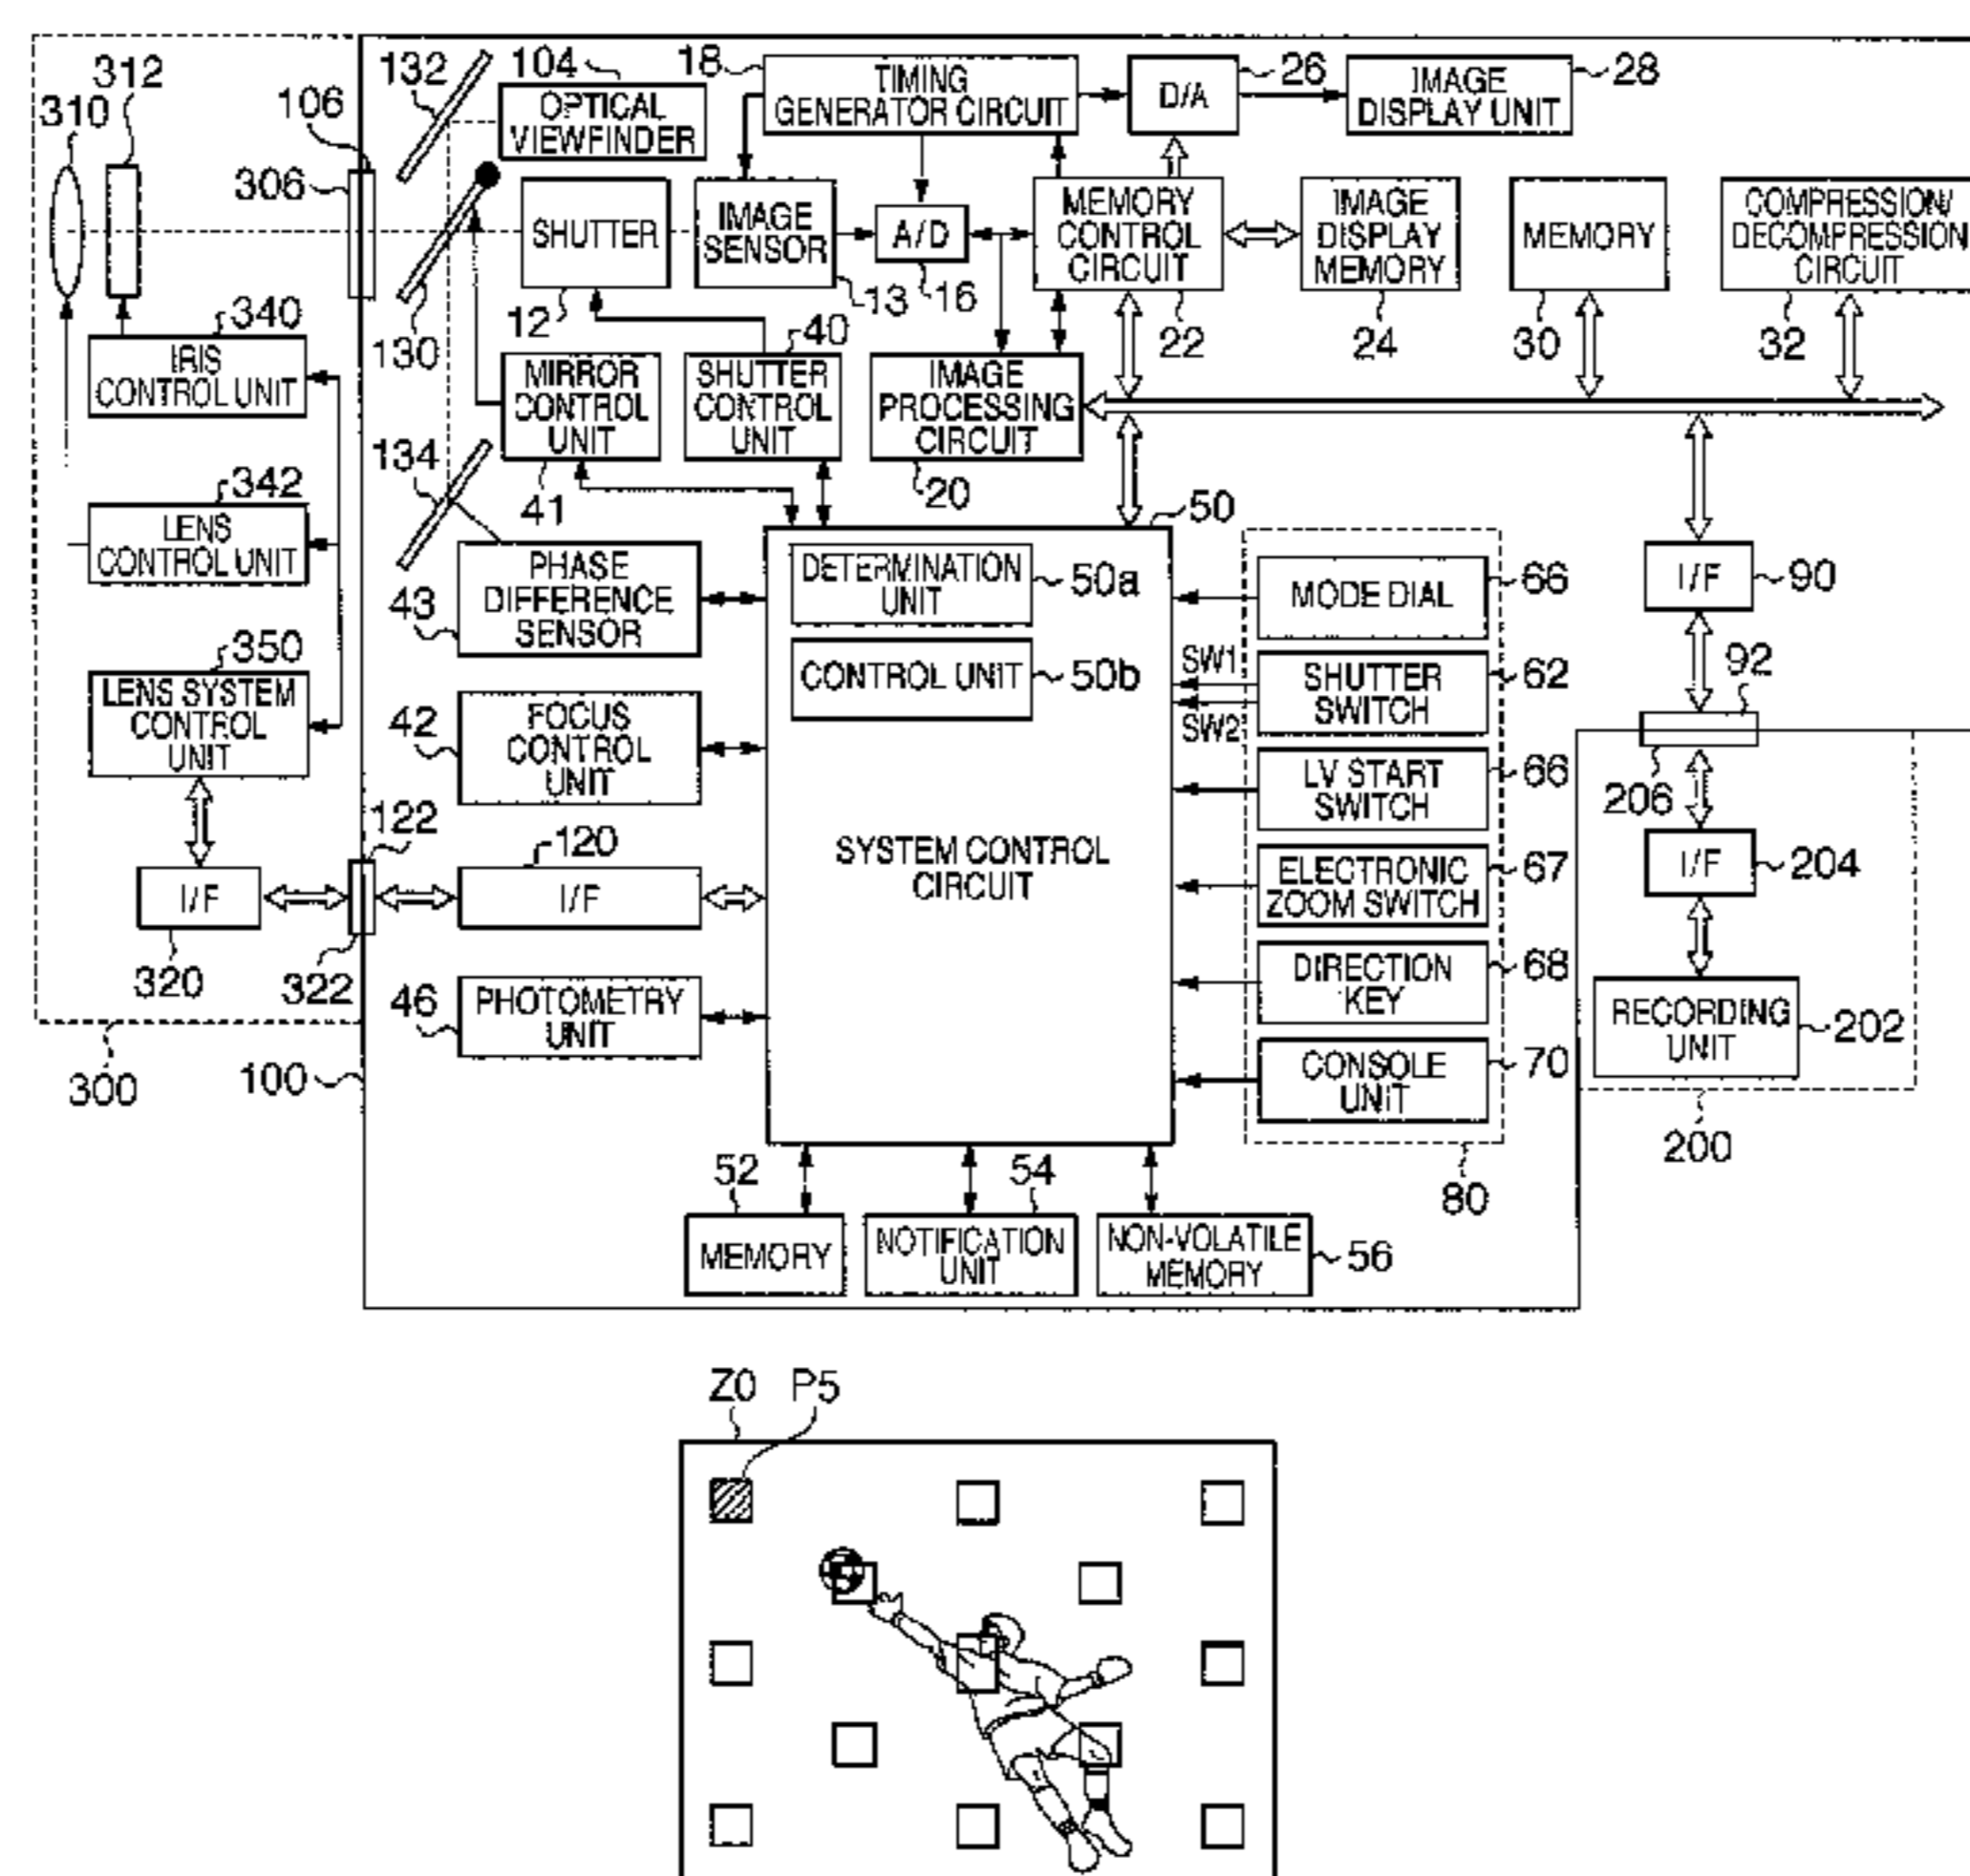 312
310
106
306
132
104
OPTICAL
VIEWFINDER
18
TIMING
GENERATOR CIRCUIT
D/A
26
IMAGE
DISPLAY UNIT
28
SHUTTER
12
IMAGE
SENSOR
13
A/D
16
MEMORY
CONTROL
CIRCUIT
22
IMAGE
DISPLAY
MEMORY
24
MEMORY
30
COMPRESSION/
DECOMPRESSION
CIRCUIT
32
340
IRIS
CONTROL UNIT
130
MIRROR
CONTROL
UNIT
41
40
SHUTTER
CONTROL
UNIT
IMAGE
PROCESSING
CIRCUIT
20
134
342
LENS
CONTROL UNIT
350
LENS SYSTEM
CONTROL
UNIT
I/F
320
322
122
300
100
43
PHASE
DIFFERENCE
SENSOR
42
FOCUS
CONTROL
UNIT
120
I/F
46
PHOTOMETRY
UNIT
50
DETERMINATION
UNIT
50a
CONTROL UNIT
50b
SYSTEM CONTROL
CIRCUIT
SW1
SW2
MODE DIAL
66
SHUTTER
SWITCH
62
LV START
SWITCH
66
ELECTRONIC
ZOOM SWITCH
67
DIRECTION
KEY
68
CONSOLE
UNIT
70
80
I/F
90
92
206
I/F
204
RECORDING
UNIT
202
200
52
MEMORY
54
NOTIFICATION
UNIT
NON-VOLATILE
MEMORY
56
Z0
P5